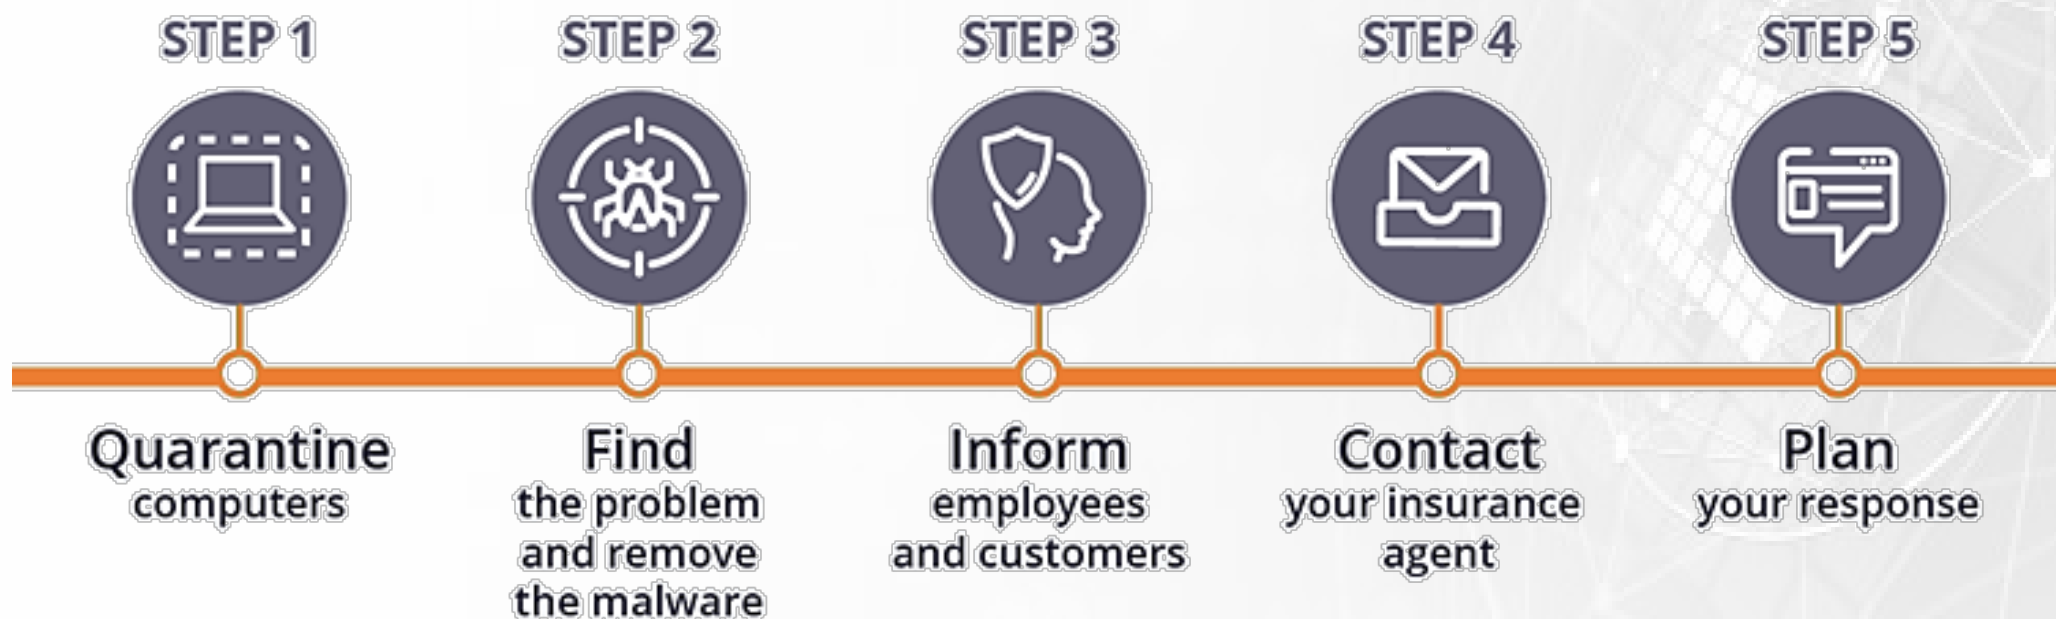 STEP 1
STEP 2
STEP 3
STEP 4
STEP 5
Quarantine
computers
Find
the problem
and remove
the malware
Inform
employees
and customers
Contact
your insurance
agent
Plan
your response